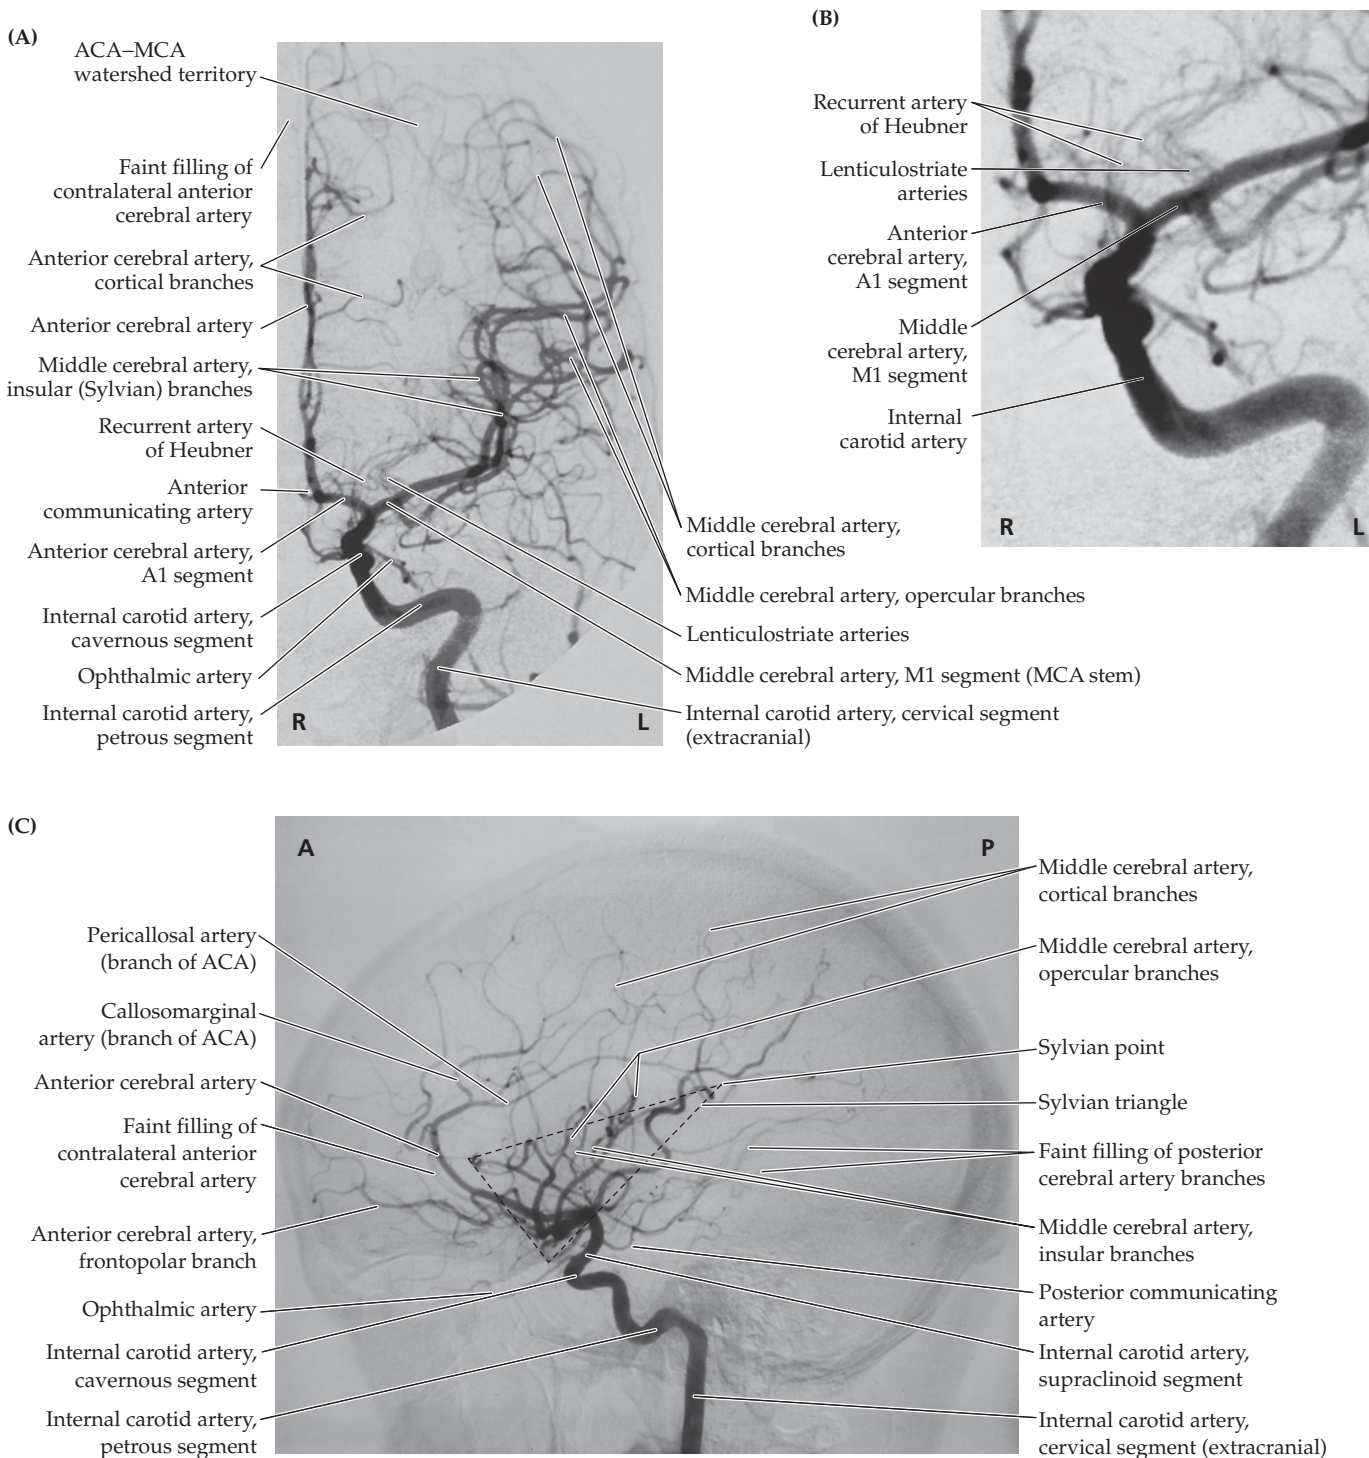 (A)
ACA–MCA
watershed territory
Faint filling of
contralateral anterior
cerebral artery
Anterior cerebral artery,
cortical branches
Anterior cerebral artery
Middle cerebral artery,
insular (Sylvian) branches
Recurrent artery
of Heubner
Anterior
communicating artery
Anterior cerebral artery,
A1 segment
Internal carotid artery,
cavernous segment
Ophthalmic artery
Internal carotid artery,
petrous segment
R
L
Middle cerebral artery,
cortical branches
Middle cerebral artery, opercular branches
Lenticulostriate arteries
Middle cerebral artery, M1 segment (MCA stem)
Internal carotid artery, cervical segment
(extracranial)
(B)
Recurrent artery
of Heubner
Lenticulostriate
arteries
Anterior
cerebral artery,
A1 segment
Middle
cerebral artery,
M1 segment
Internal
carotid artery
R
L
(C)
A
P
Pericallosal artery
(branch of ACA)
Callosomarginal
artery (branch of ACA)
Anterior cerebral artery
Faint filling of
contralateral anterior
cerebral artery
Anterior cerebral artery,
frontopolar branch
Ophthalmic artery
Internal carotid artery,
cavernous segment
Internal carotid artery,
petrous segment
Middle cerebral artery,
cortical branches
Middle cerebral artery,
opercular branches
Sylvian point
Sylvian triangle
Faint filling of posterior
cerebral artery branches
Middle cerebral artery,
insular branches
Posterior communicating
artery
Internal carotid artery,
supraclinoid segment
Internal carotid artery,
cervical segment (extracranial)